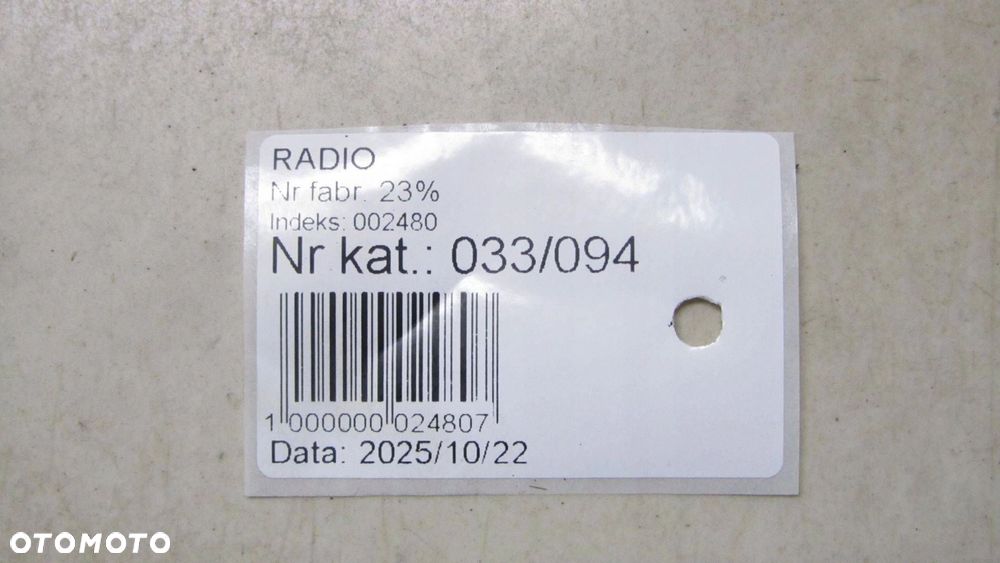 RADIO
Nr fabr. 23%
Indeks: 002480
Nr kat.: 033/094
1 000000 024807
Data: 2025/10/22
OTOMOTO